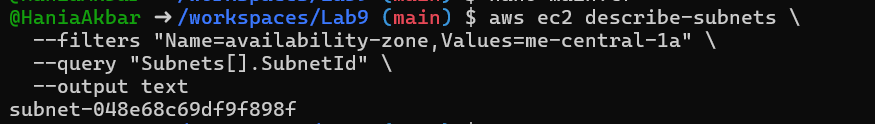 @HaniaAkbar ➜ /workspaces/Lab9 (main) $ aws ec2 describe-subnets \
--filters "Name=availability-zone,Values=me-central-1a" \
--query "Subnets[].SubnetId" \
--output text
subnet-048e68c69df9f898f